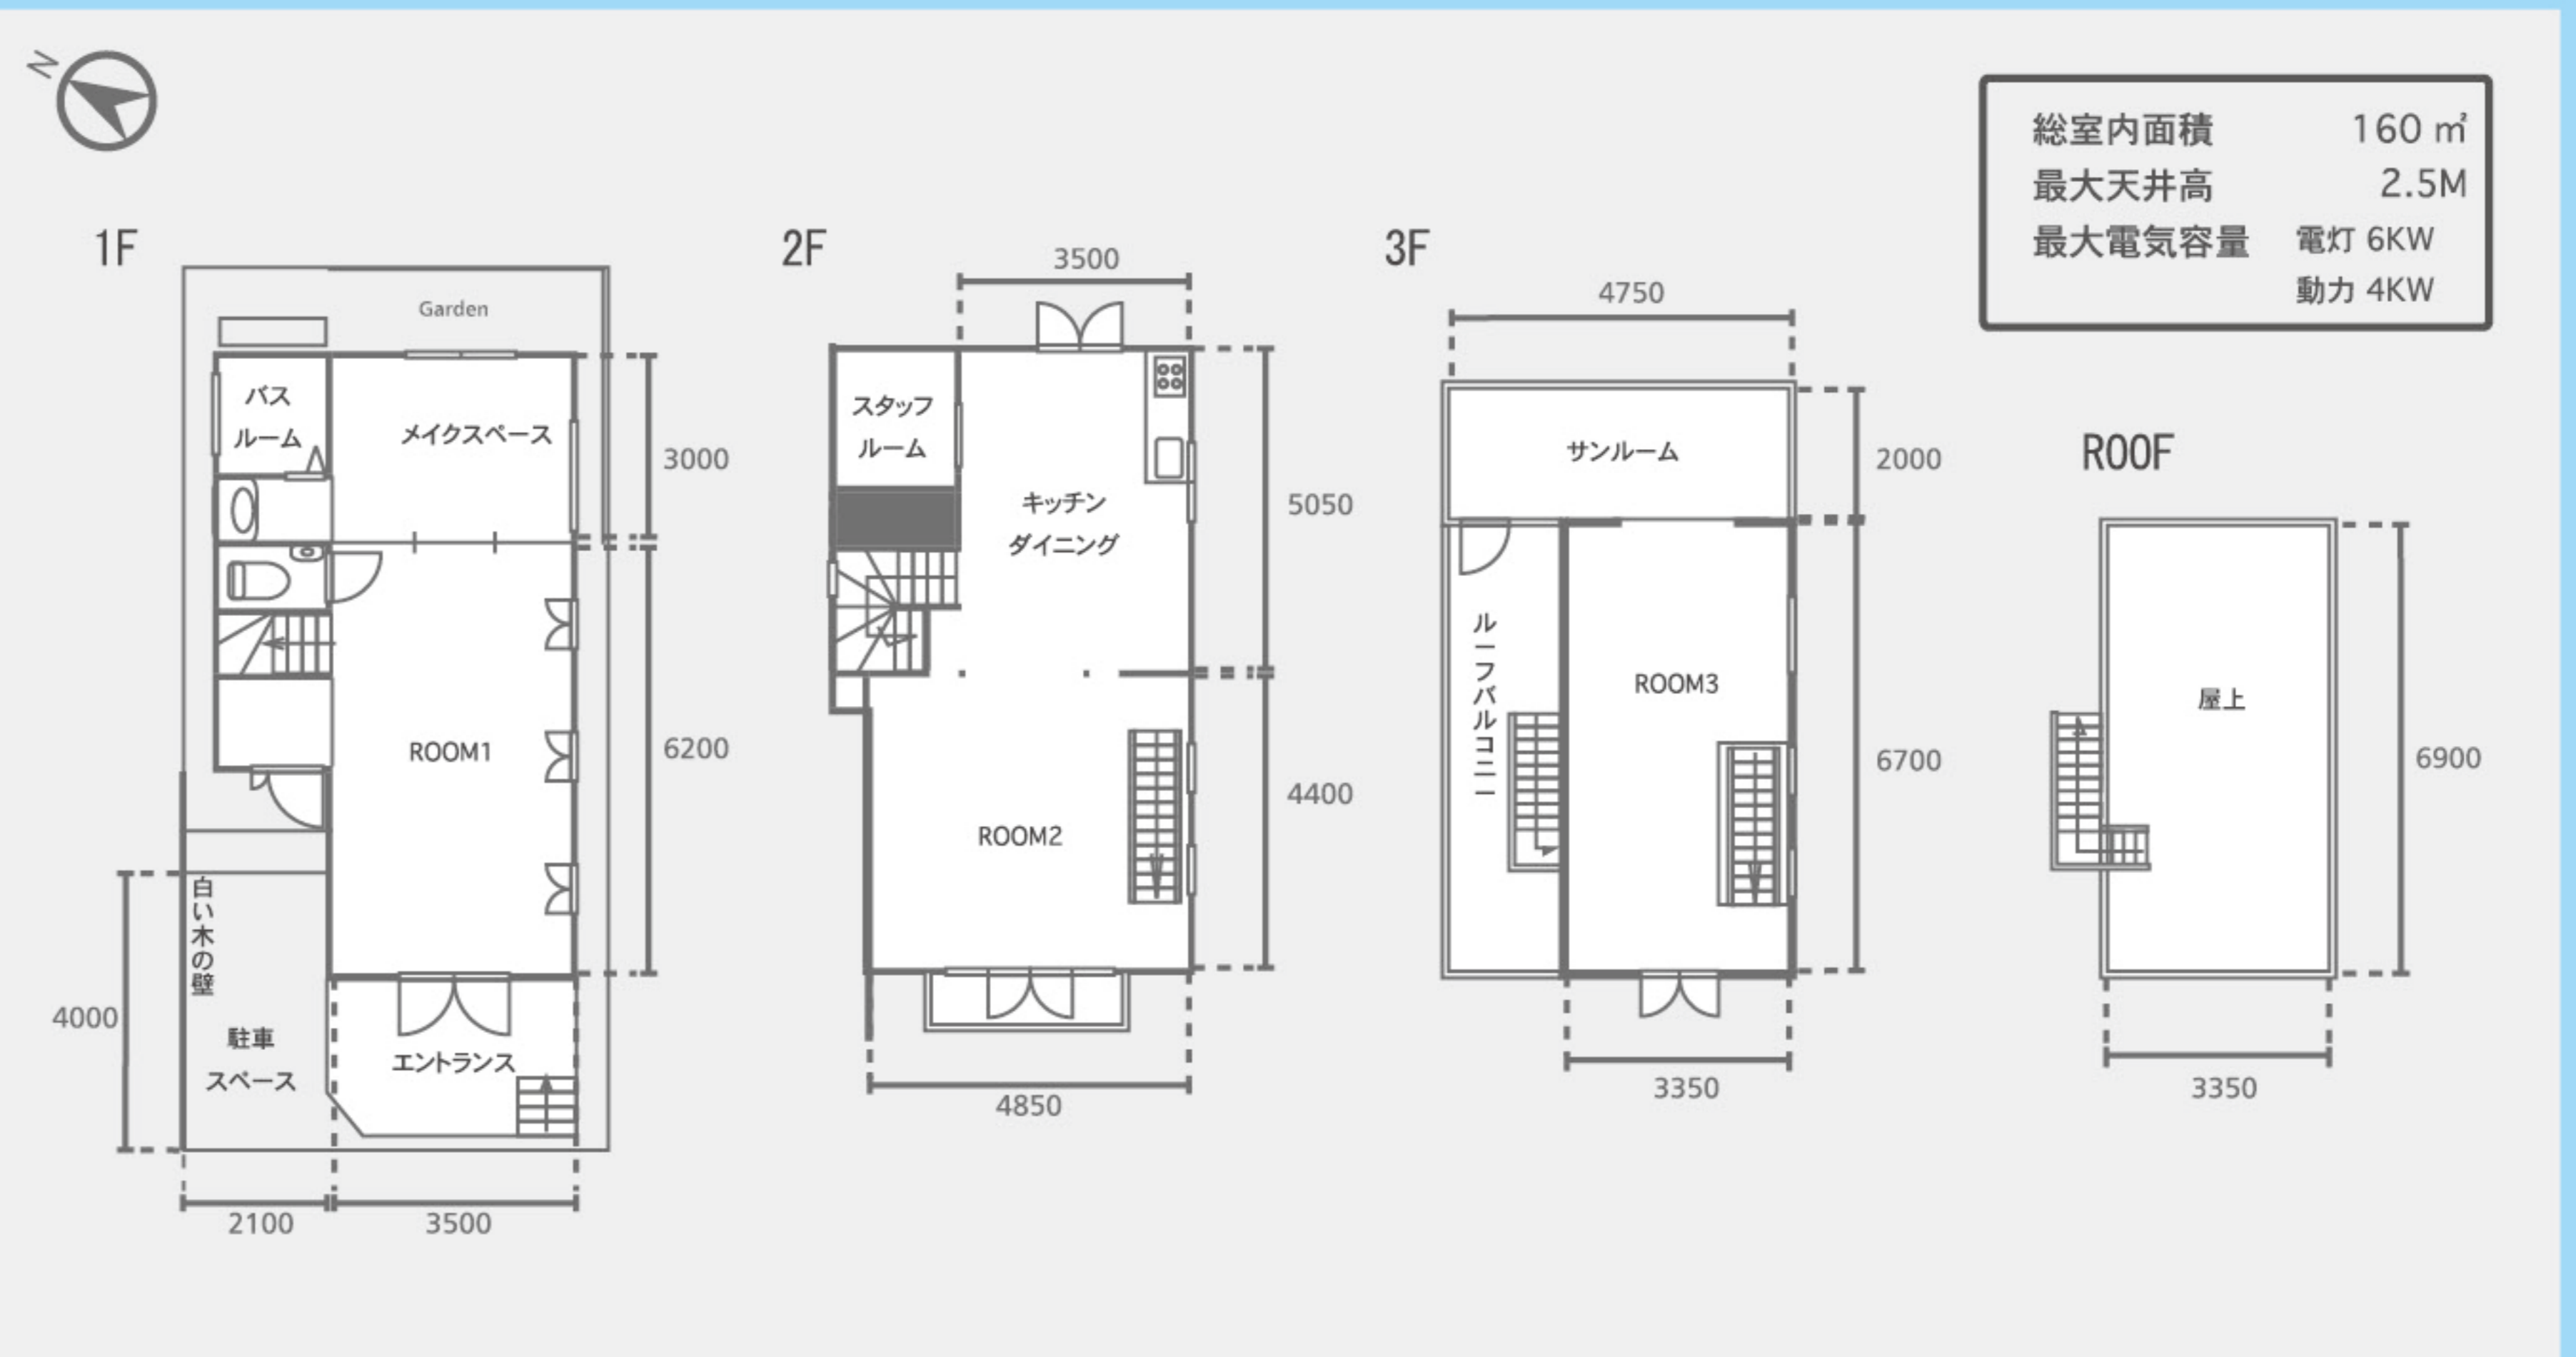 N
総室内面積 160 ㎡
最大天井高 2.5M
最大電気容量 電灯 6KW
動力 4KW
1F
Garden
バス
ルーム
メイクスペース
3000
ROOM1
6200
白い木の壁
4000
駐車
スペース
エントランス
2100
3500
2F
3500
スタッフ
ルーム
キッチン
ダイニング
5050
ROOM2
4400
4850
3F
4750
サンルーム
2000
ルーフバルコニー
ROOM3
6700
3350
ROOF
屋上
6900
3350